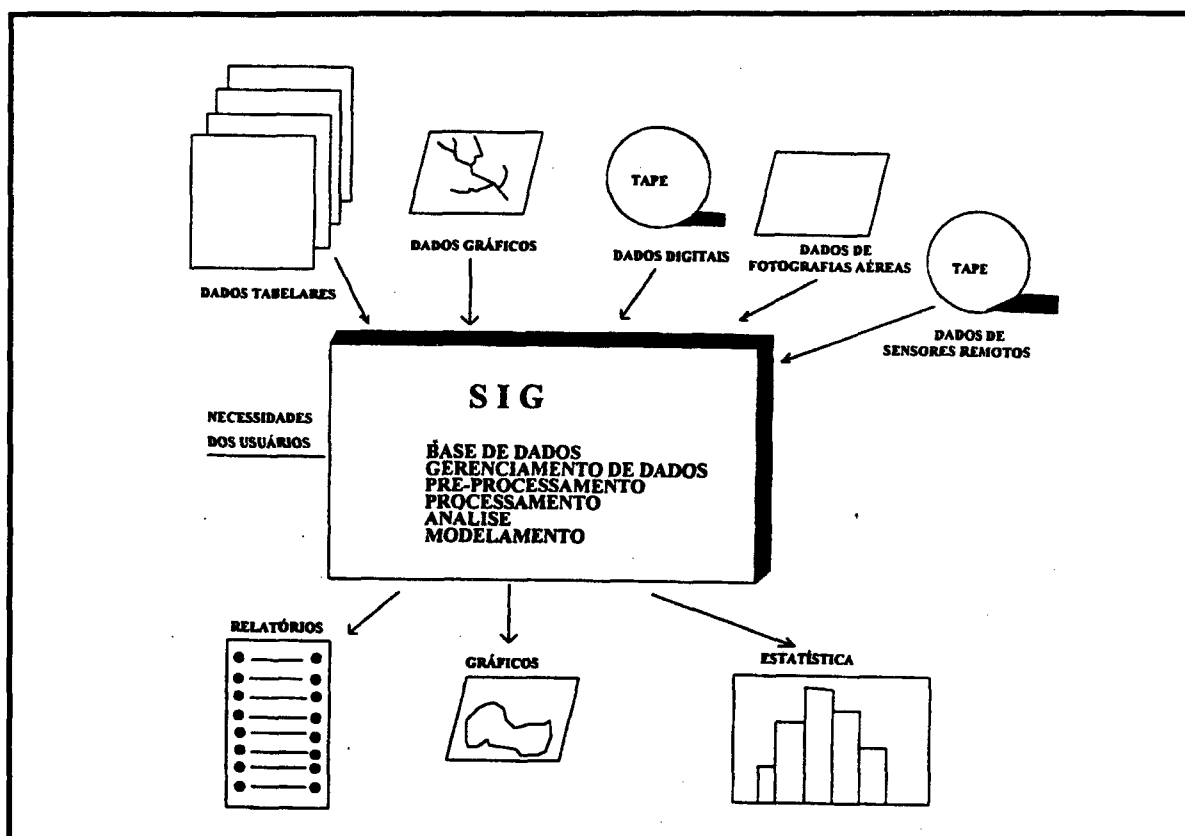 TAPE
DADOS GRÁFICOS
DADOS DIGITAIS
DADOS DE
FOTOGRAFIAS AÉREAS
TAPE
DADOS TABELARES
DADOS DE
SENSORES REMOTOS
SIG
NECESSIDADES
DOS USUÁRIOS
BASE DE DADOS
GERENCIAMENTO DE DADOS
PRE-PROCESSAMENTO
PROCESSAMENTO
ANÁLISE
MODELAMENTO
RELATÓRIOS
GRÁFICOS
ESTATÍSTICA